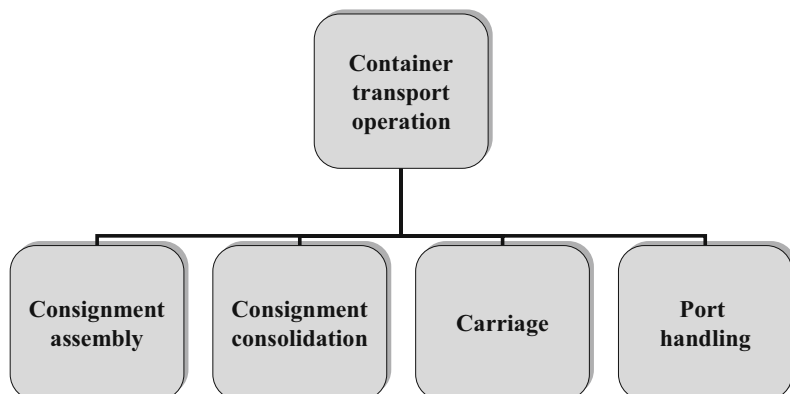 Container
transport
operation
Consignment
assembly
Consignment
consolidation
Carriage
Port
handling